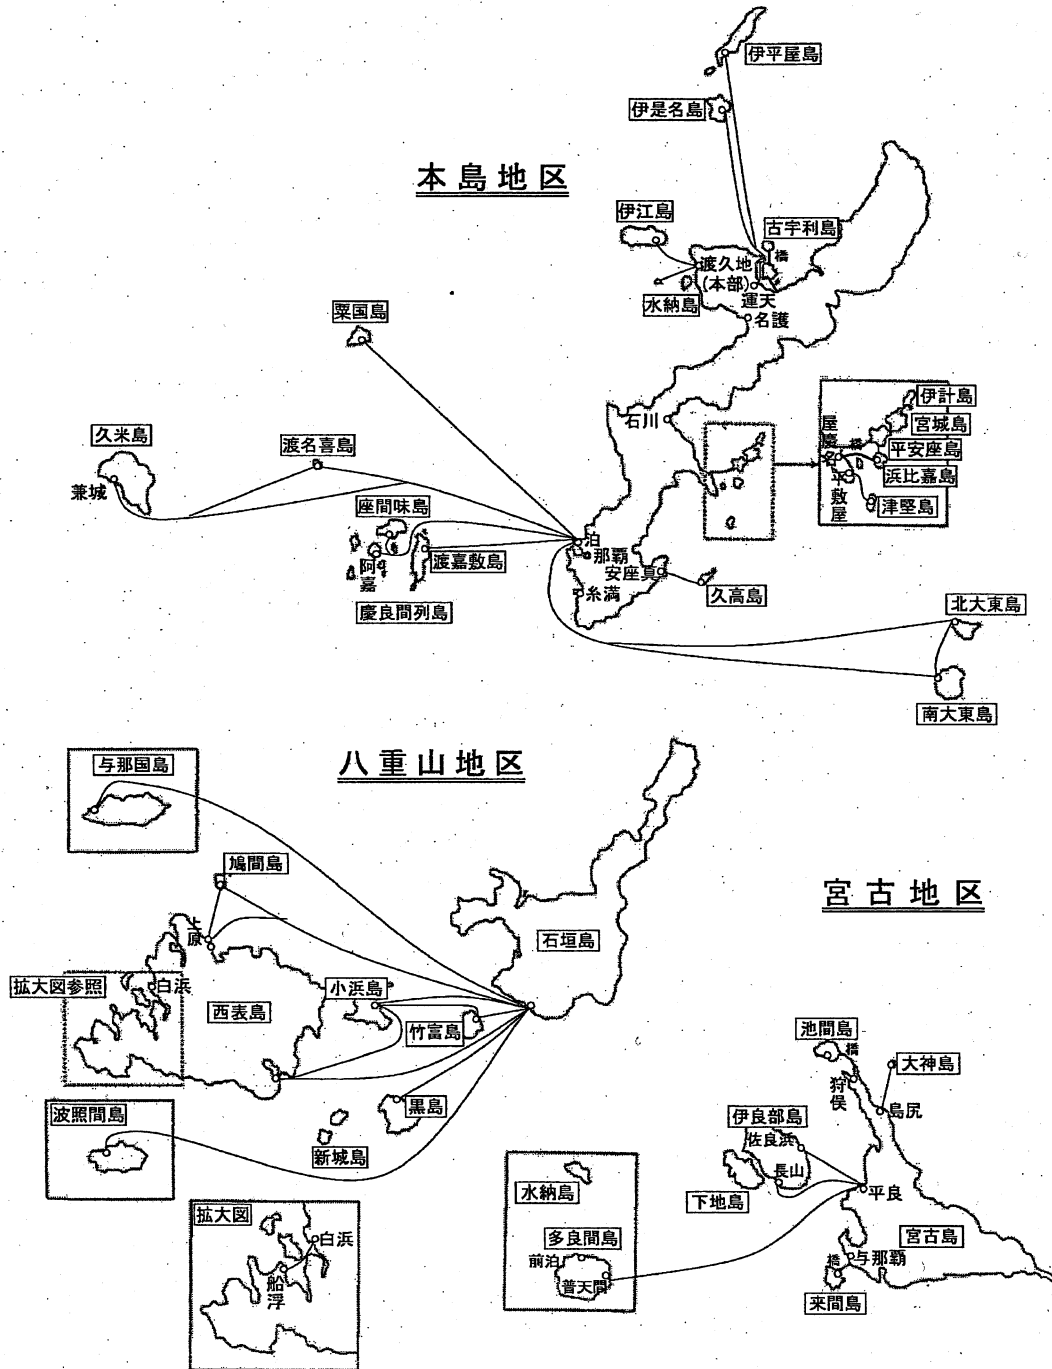 伊平屋島
伊是名島
本島地区
伊江島
古宇利島
橋
渡久地
(本部)
運天
水納島
名護
粟国島
石川
伊計島
宮城島
屋慶名
橋
平安座島
浜比嘉島
平敷屋
津堅島
久米島
兼城
渡名喜島
座間味島
阿嘉
渡嘉敷島
慶良間列島
泊
那覇
安座真
糸満
久高島
北大東島
南大東島
八重山地区
与那国島
鳩間島
上原
石垣島
拡大図参照
白浜
西表島
小浜島
竹富島
波照間島
黒島
新城島
拡大図
白浜
船浮
宮古地区
池間島
橋
大神島
狩俣
島尻
伊良部島
佐良浜
長山
下地島
平良
水納島
多良間島
前泊
普天間
宮古島
橋
与那覇
来間島